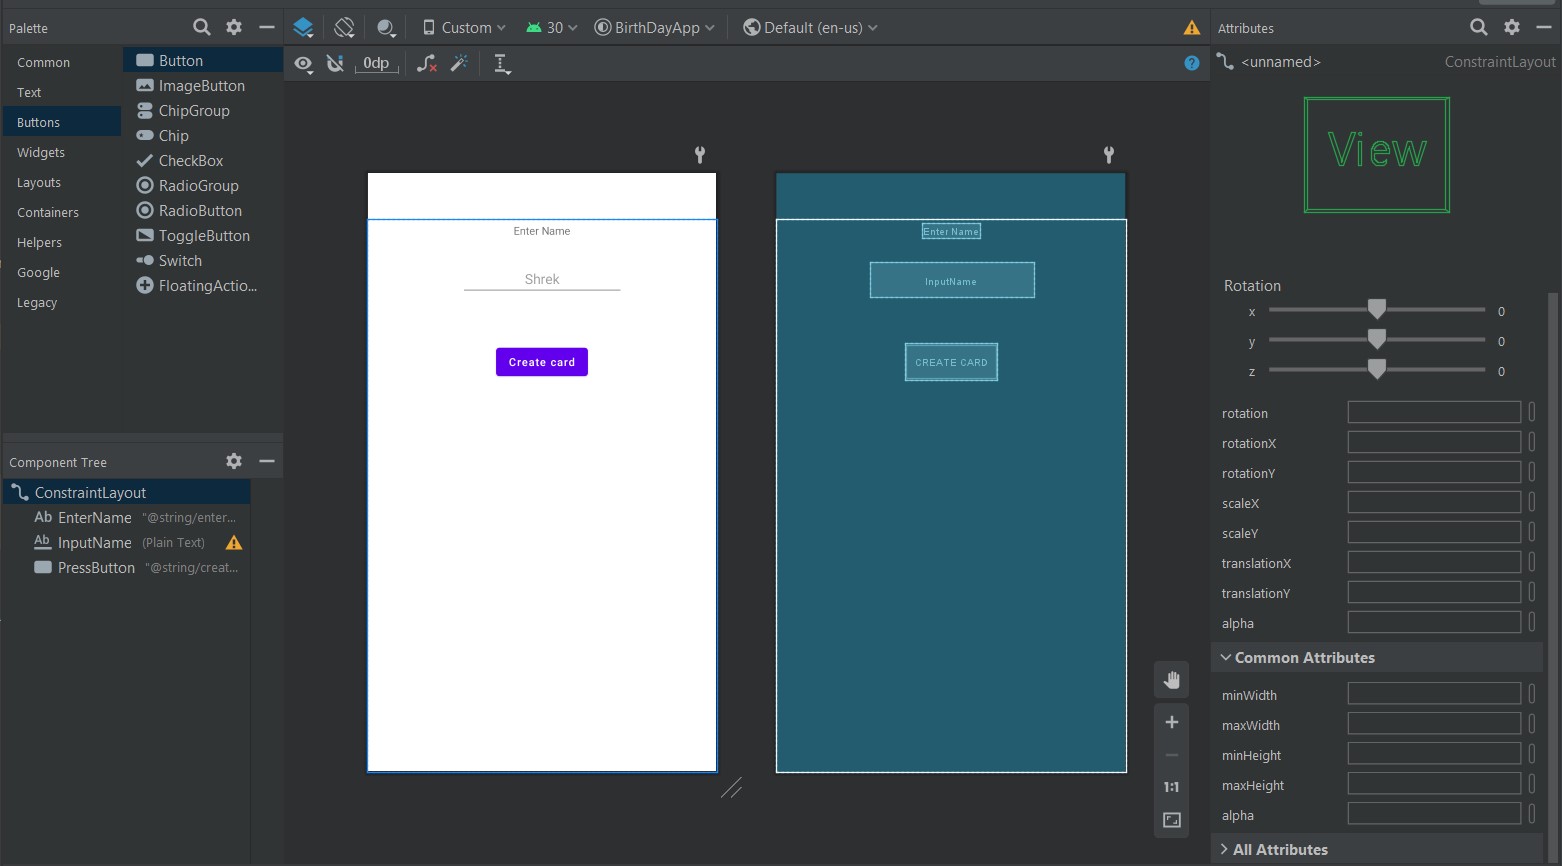 Palette
Custom
30
BirthDayApp
Default (en-us)
Attributes
0dp
?
<unnamed>
ConstraintLayout
Common
Text
Buttons
Widgets
Layouts
Containers
Helpers
Google
Legacy
Button
ImageButton
ChipGroup
Chip
CheckBox
RadioGroup
RadioButton
ToggleButton
Switch
FloatingActio...
Component Tree
ConstraintLayout
Ab EnterName "@string/enter...
Ab InputName (Plain Text)
PressButton "@string/creat...
Enter Name
Shrek
Create card
Enter Name
InputName
CREATE CARD
1:1
View
Rotation
x 0
y 0
z 0
rotation
rotationX
rotationY
scaleX
scaleY
translationX
translationY
alpha
Common Attributes
minWidth
maxWidth
minHeight
maxHeight
alpha
All Attributes